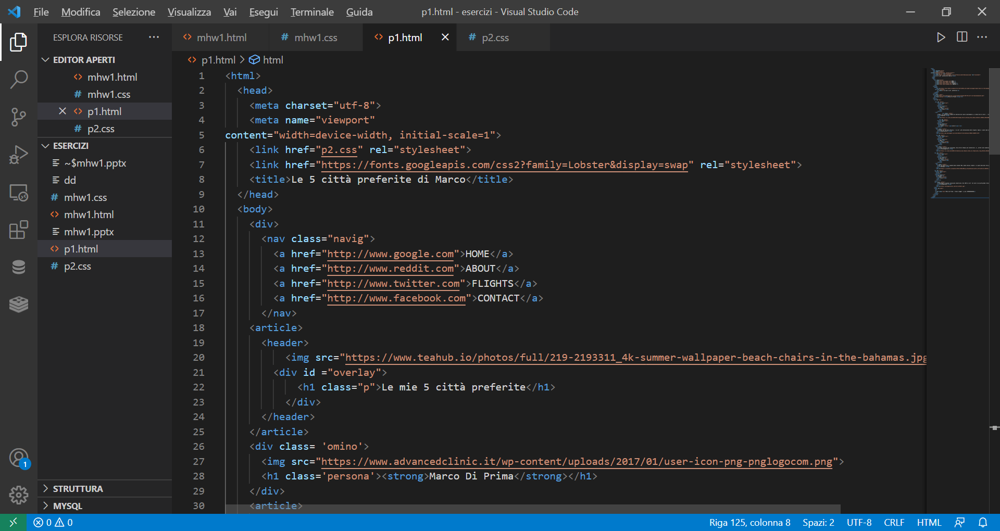 File Modifica Selezione Visualizza Vai Esegui Terminale Guida p1.html - esercizi - Visual Studio Code
ESPLORA RISORSE
mhw1.html mhw1.css p1.html p2.css
EDITOR APERTI
mhw1.html
mhw1.css
p1.html
p2.css
ESERCIZI
~$mhw1.pptx
dd
mhw1.css
mhw1.html
mhw1.pptx
p1.html
p2.css
STRUTTURA
MYSQL
1
p1.html > html
1 <html>
2 <head>
3 <meta charset="utf-8">
4 <meta name="viewport"
5 content="width=device-width, initial-scale=1">
6 <link href="p2.css" rel="stylesheet">
7 <link href="https://fonts.googleapis.com/css2?family=Lobster&display=swap" rel="stylesheet">
8 <title>Le 5 città preferite di Marco</title>
9 </head>
10 <body>
11 <div>
12 <nav class="navig">
13 <a href="http://www.google.com">HOME</a>
14 <a href="http://www.reddit.com">ABOUT</a>
15 <a href="http://www.twitter.com">FLIGHTS</a>
16 <a href="http://www.facebook.com">CONTACT</a>
17 </nav>
18 <article>
19 <header>
20 <img src="https://www.teahub.io/photos/full/219-2193311_4k-summer-wallpaper-beach-chairs-in-the-bahamas.jpg
21 <div id ="overlay">
22 <h1 class="p">Le mie 5 città preferite</h1>
23 </div>
24 </header>
25 </article>
26 <div class= 'omino'>
27 <img src="https://www.advancedclinic.it/wp-content/uploads/2017/01/user-icon-png-pnglogocom.png">
28 <h1 class='persona'><strong>Marco Di Prima</strong></h1>
29 </div>
30 <article>
0 0 Riga 125, colonna 8 Spazi: 2 UTF-8 CRLF HTML